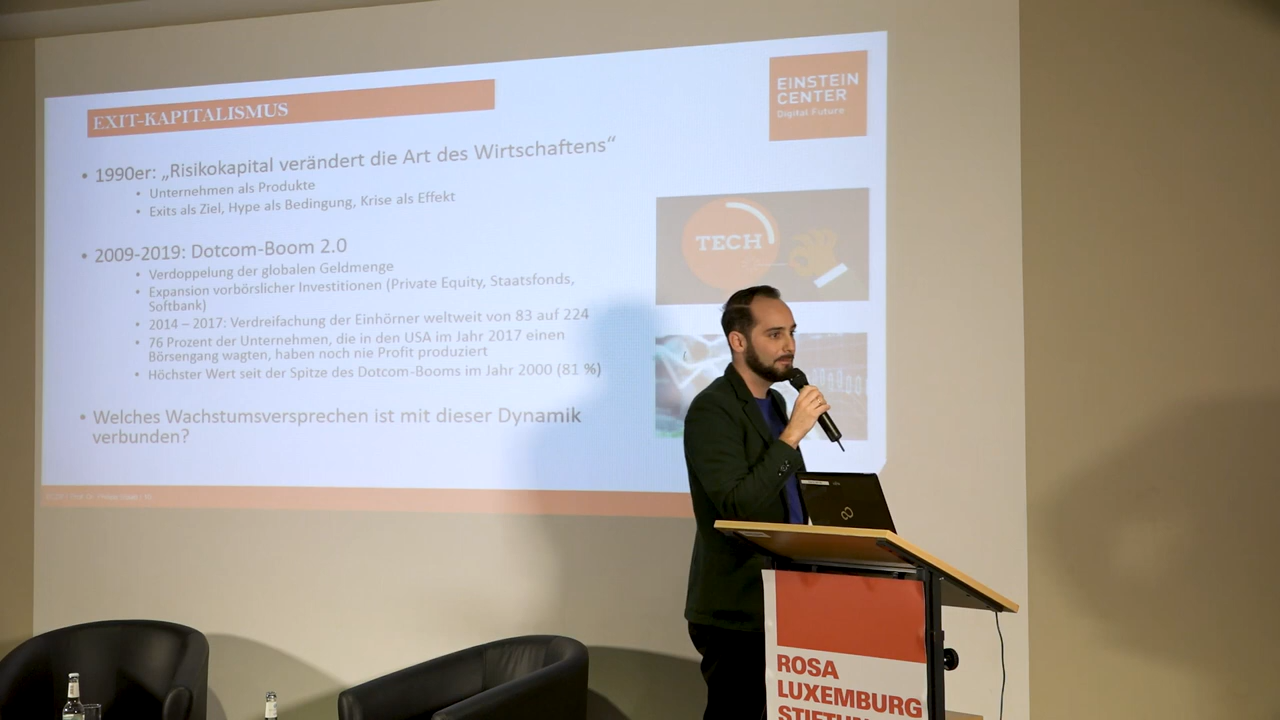 EXIT-KAPITALISMUS
EINSTEIN
CENTER
Digital Future
• 1990er: „Risikokapital verändert die Art des Wirtschaftens“
• Unternehmen als Produkte
• Exits als Ziel, Hype als Bedingung, Krise als Effekt
• 2009-2019: Dotcom-Boom 2.0
• Verdoppelung der globalen Geldmenge
• Expansion vorbörslicher Investitionen (Private Equity, Staatsfonds,
Softbank)
• 2014 – 2017: Verdreifachung der Einhörner weltweit von 83 auf 224
• 76 Prozent der Unternehmen, die in den USA im Jahr 2017 einen
Börsengang wagten, haben noch nie Profit produziert
• Höchster Wert seit der Spitze des Dotcom-Booms im Jahr 2000 (81 %)
• Welches Wachstumsversprechen ist mit dieser Dynamik
verbunden?
TECH
ROSA
LUXEMBURG
STIFTUNG